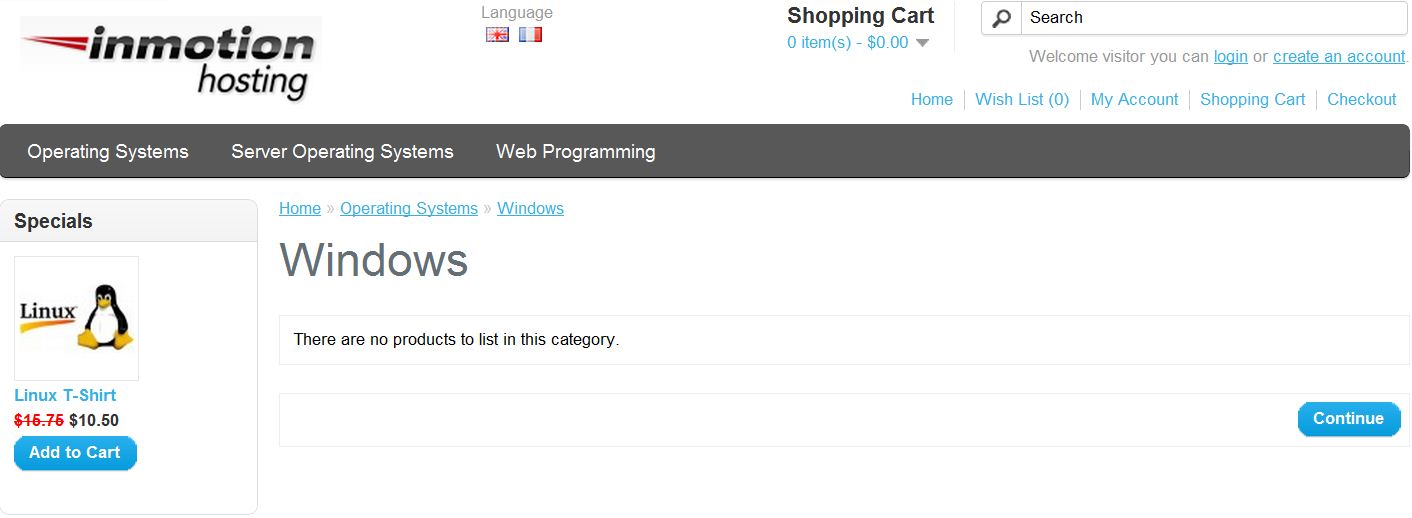 inmotion
hosting
Language
Shopping Cart
0 item(s) - $0.00
Search
Welcome visitor you can login or create an account.
Home Wish List (0) My Account Shopping Cart Checkout
Operating Systems Server Operating Systems Web Programming
Specials
Linux
Linux T-Shirt
$15.75 $10.50
Add to Cart
Home » Operating Systems » Windows
Windows
There are no products to list in this category.
Continue